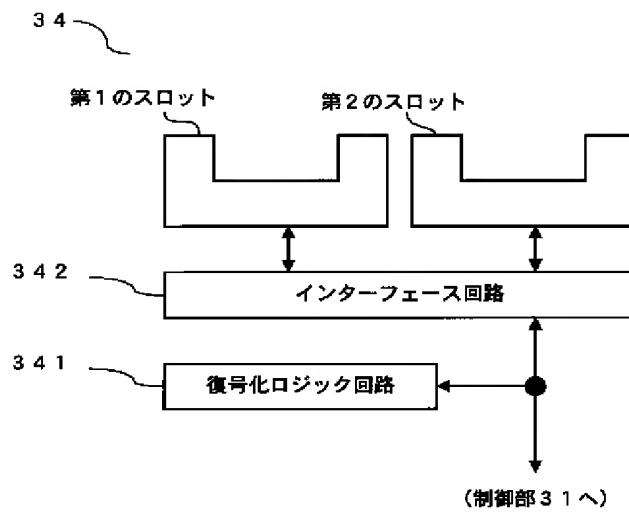 ３４
第１のスロット
第２のスロット
３４２
インターフェース回路
３４１
復号化ロジック回路
（制御部３１へ）